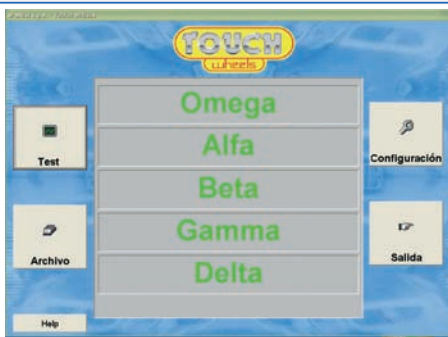 TOUCH
wheels
Omega
Alfa
Beta
Gamma
Delta
Test
Configuración
Archivo
Salida
Help